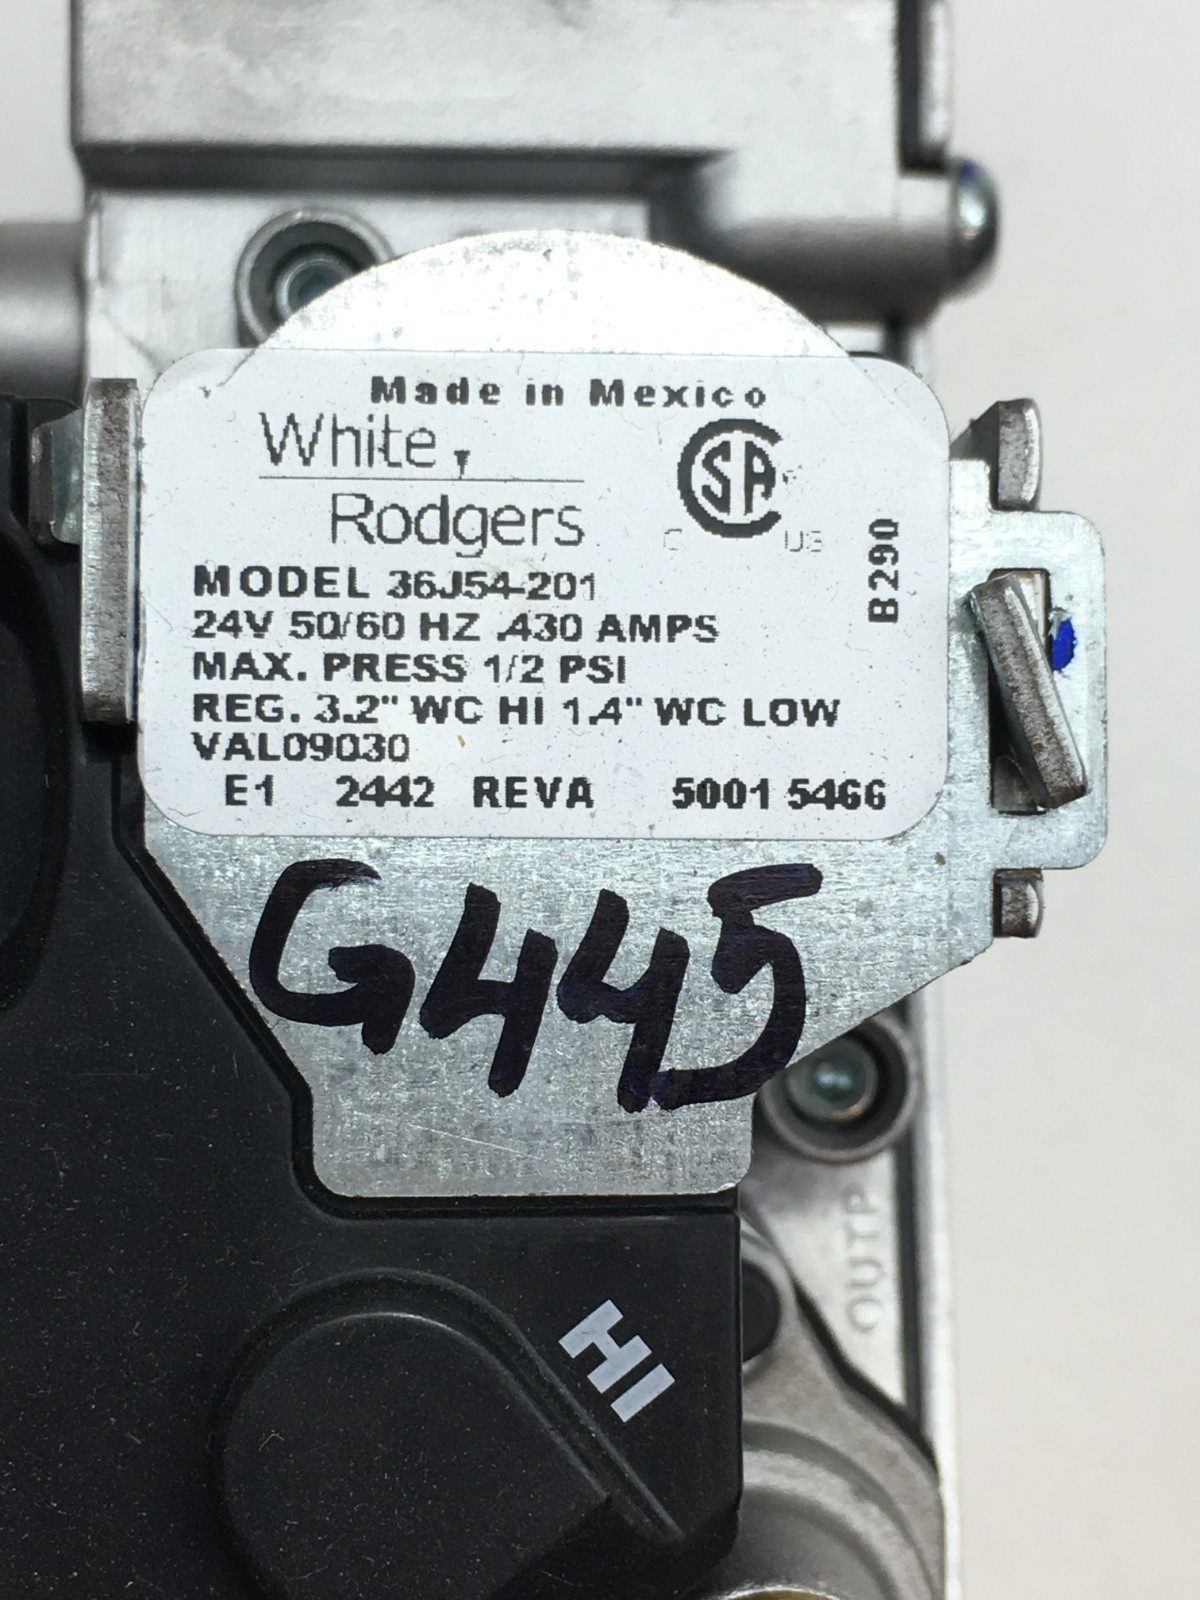 Made in Mexico
White
Rodgers
CSA
C US
B290
MODEL 36J54-201
24V 50/60 HZ .430 AMPS
MAX. PRESS 1/2 PSI
REG. 3.2" WC HI 1.4" WC LOW
VAL09030
E1 2442 REVA 5001 5466
G445
OUTP
HI